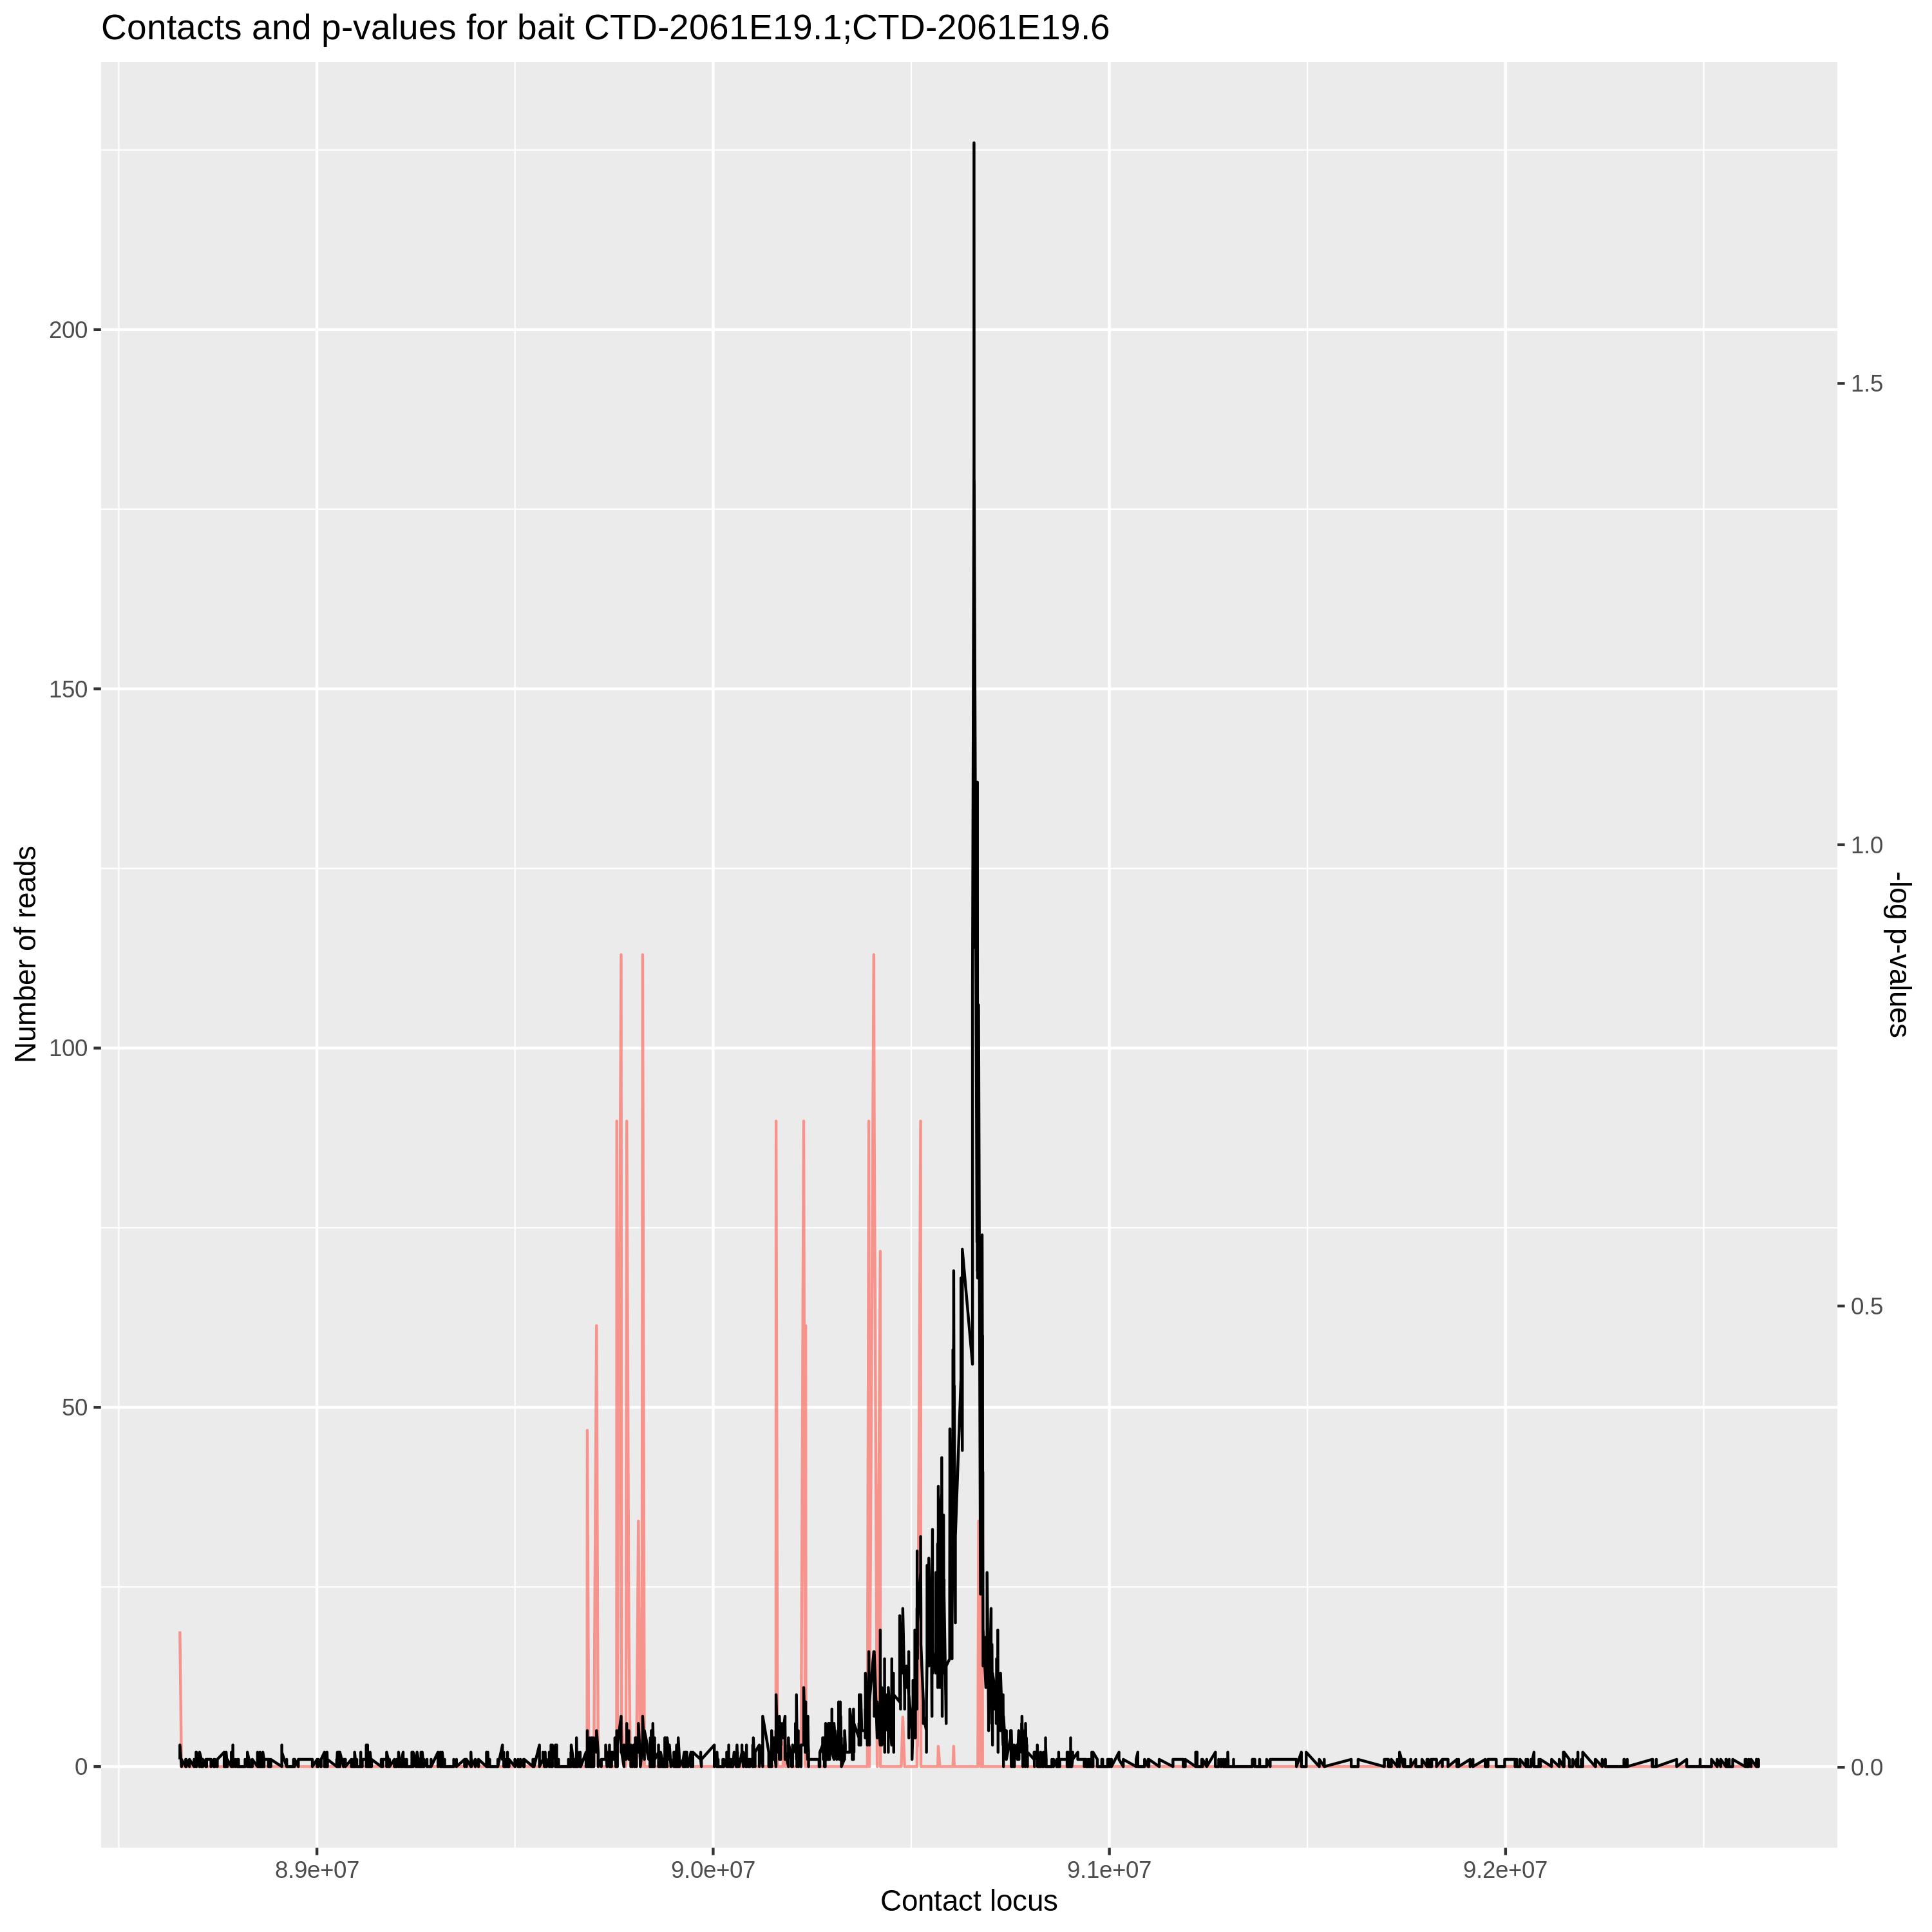 Contacts and p-values for bait CTD-2061E19.1;CTD-2061E19.6
Number of reads
200
150
100
50
0
1.5
1.0
0.5
0.0
-log p-values
8.9e+07
9.0e+07
9.1e+07
9.2e+07
Contact locus